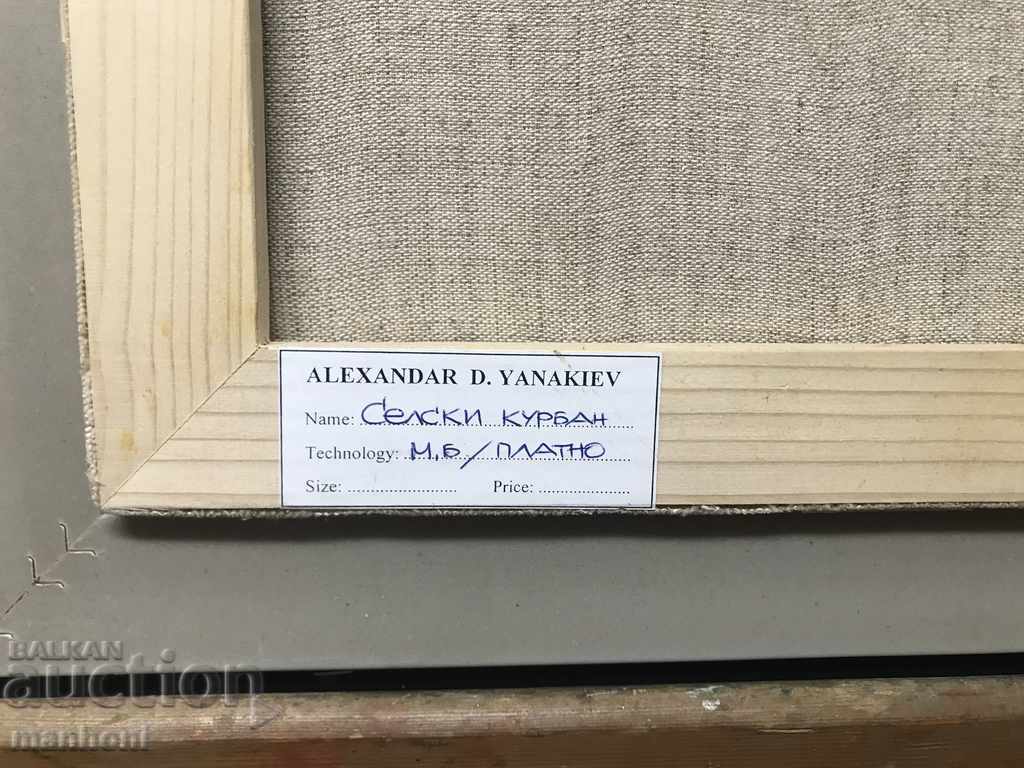 ALEXANDAR D. YANAKIEV
Name: Селски курбан
Technology: М.Б/ПЛАТНО
Size: ........................ Price: ....................
BALKAN
auction
manhoni